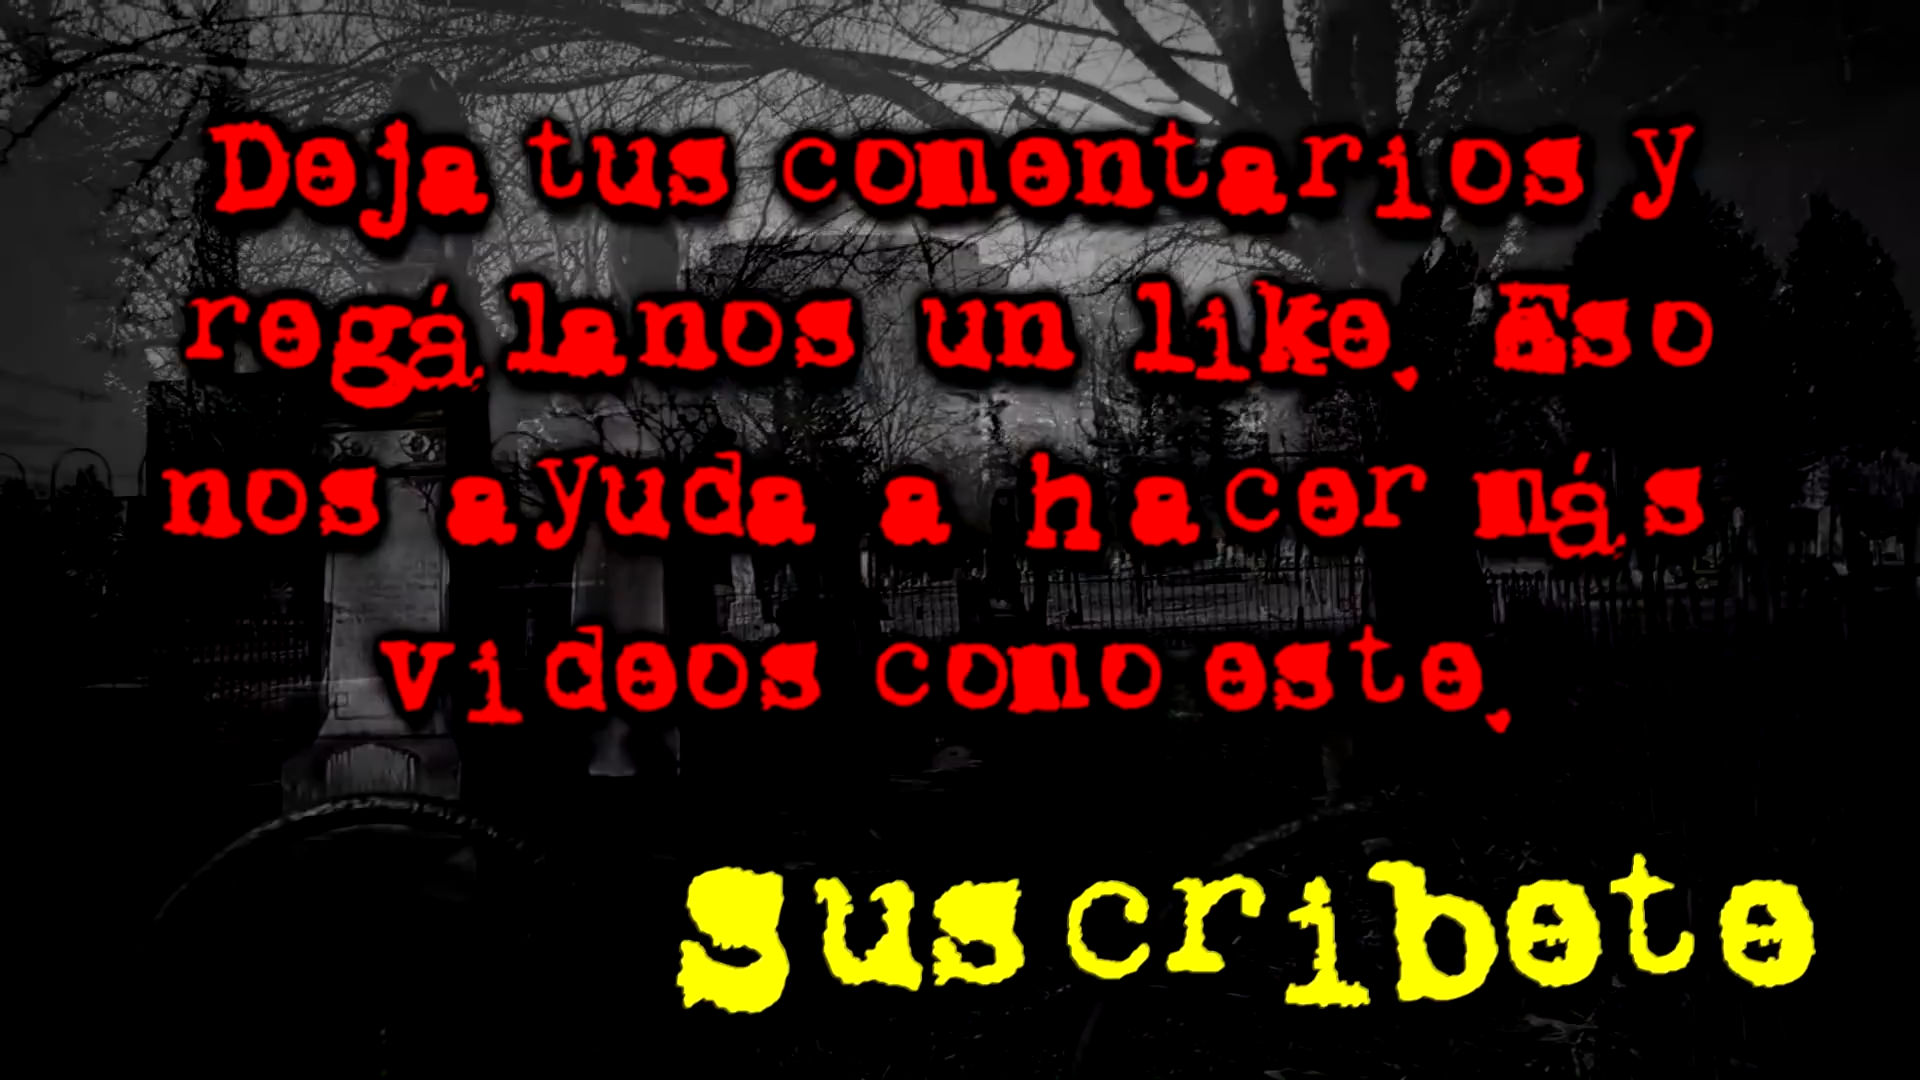 Deja tus comentarios y
regálanos un like. Eso
nos ayuda a hacer más
videos como este.
Suscribete